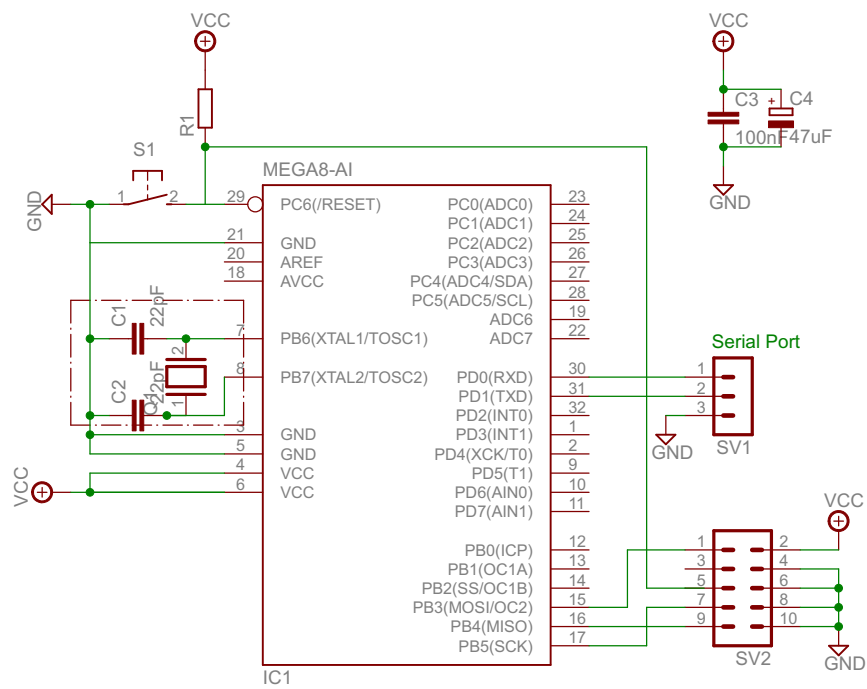 VCC
VCC
R1
C3
+
C4
100nF
47uF
GND
S1
1
2
GND
MEGA8-AI
29
PC6(/RESET)
21
GND
20
AREF
18
AVCC
7
PB6(XTAL1/TOSC1)
8
PB7(XTAL2/TOSC2)
3
GND
5
GND
4
VCC
6
VCC
C1
22pF
C2
22pF
Q1
2
1
VCC
PC0(ADC0)
23
PC1(ADC1)
24
PC2(ADC2)
25
PC3(ADC3)
26
PC4(ADC4/SDA)
27
PC5(ADC5/SCL)
28
ADC6
19
ADC7
22
PD0(RXD)
30
PD1(TXD)
31
PD2(INT0)
32
PD3(INT1)
1
PD4(XCK/T0)
2
PD5(T1)
9
PD6(AIN0)
10
PD7(AIN1)
11
PB0(ICP)
12
PB1(OC1A)
13
PB2(SS/OC1B)
14
PB3(MOSI/OC2)
15
PB4(MISO)
16
PB5(SCK)
17
IC1
Serial Port
1
2
3
GND
SV1
VCC
1
2
3
4
5
6
7
8
9
10
SV2
GND